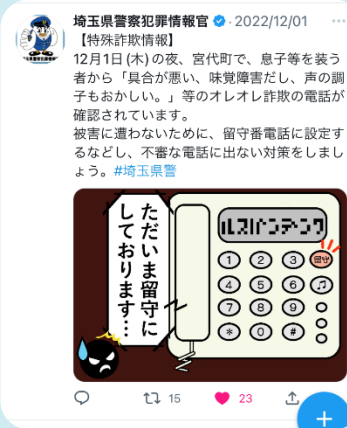 埼玉県警察犯罪情報官 · 2022/12/01
【特殊詐欺情報】
12月1日(木)の夜、宮代町で、息子等を装う
者から「具合が悪い、味覚障害だし、声の調
子もおかしい。」等のオレオレ詐欺の電話が
確認されています。
被害に遭わないために、留守番電話に設定す
るなどし、不審な電話に出ない対策をしまし
ょう。#埼玉県警
ただいま留守に
しております…
ルスバンデンワ
1 2 3 留守
4 5 6
7 8 9
* 0 #
15 23